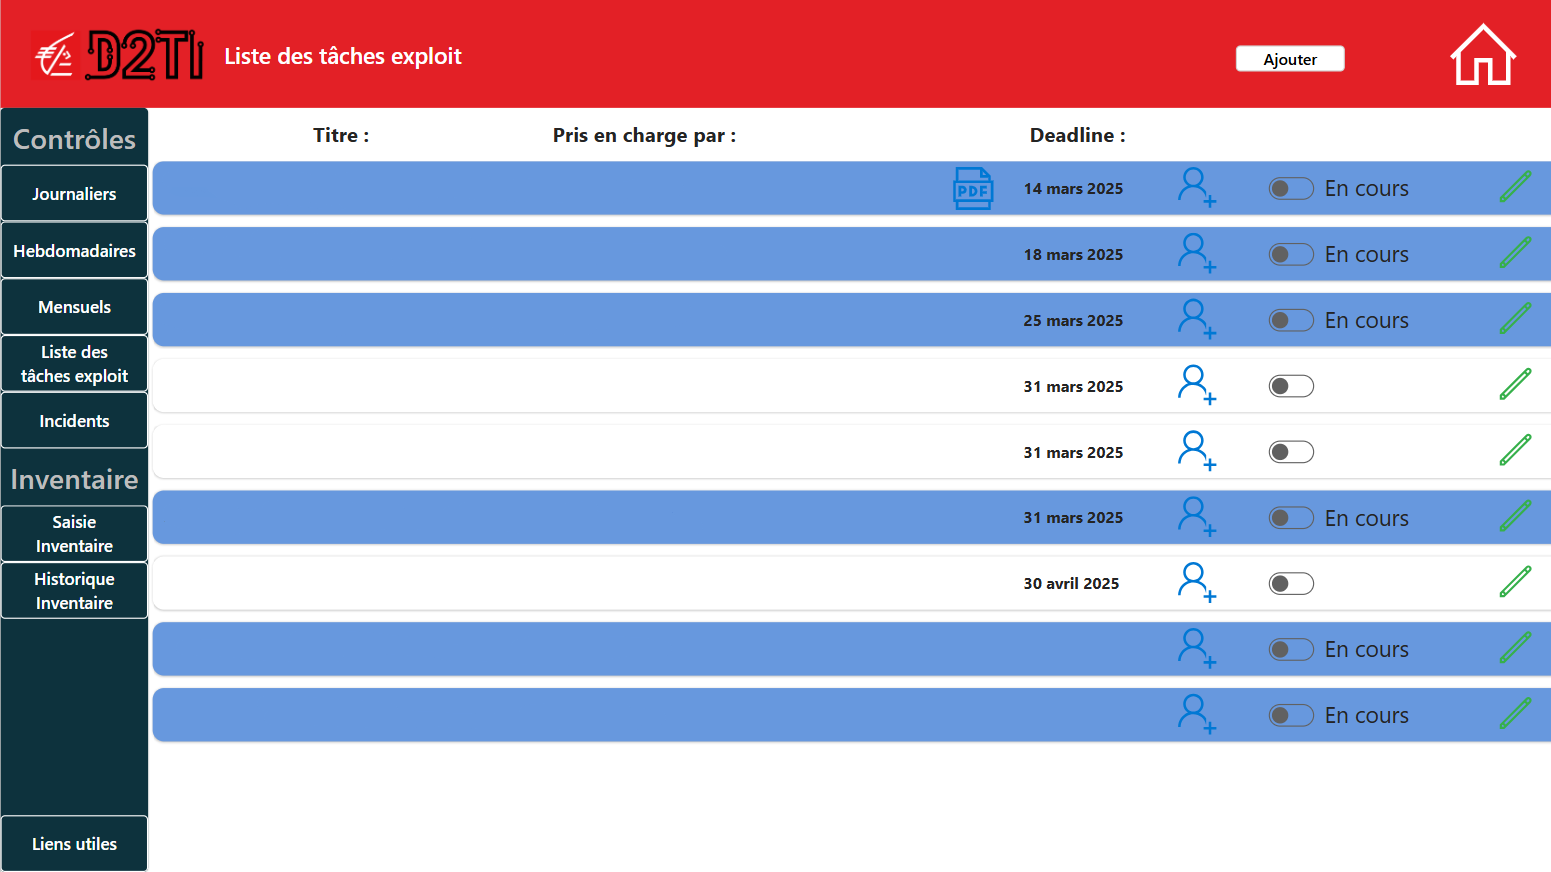 D2Ti
Liste des tâches exploit
Ajouter
Contrôles
Journaliers
Hebdomadaires
Mensuels
Liste des
tâches exploit
Incidents
Inventaire
Saisie
Inventaire
Historique
Inventaire
Liens utiles
Titre :
Pris en charge par :
Deadline :
PDF
14 mars 2025
En cours
18 mars 2025
En cours
25 mars 2025
En cours
31 mars 2025
31 mars 2025
31 mars 2025
En cours
30 avril 2025
En cours
En cours